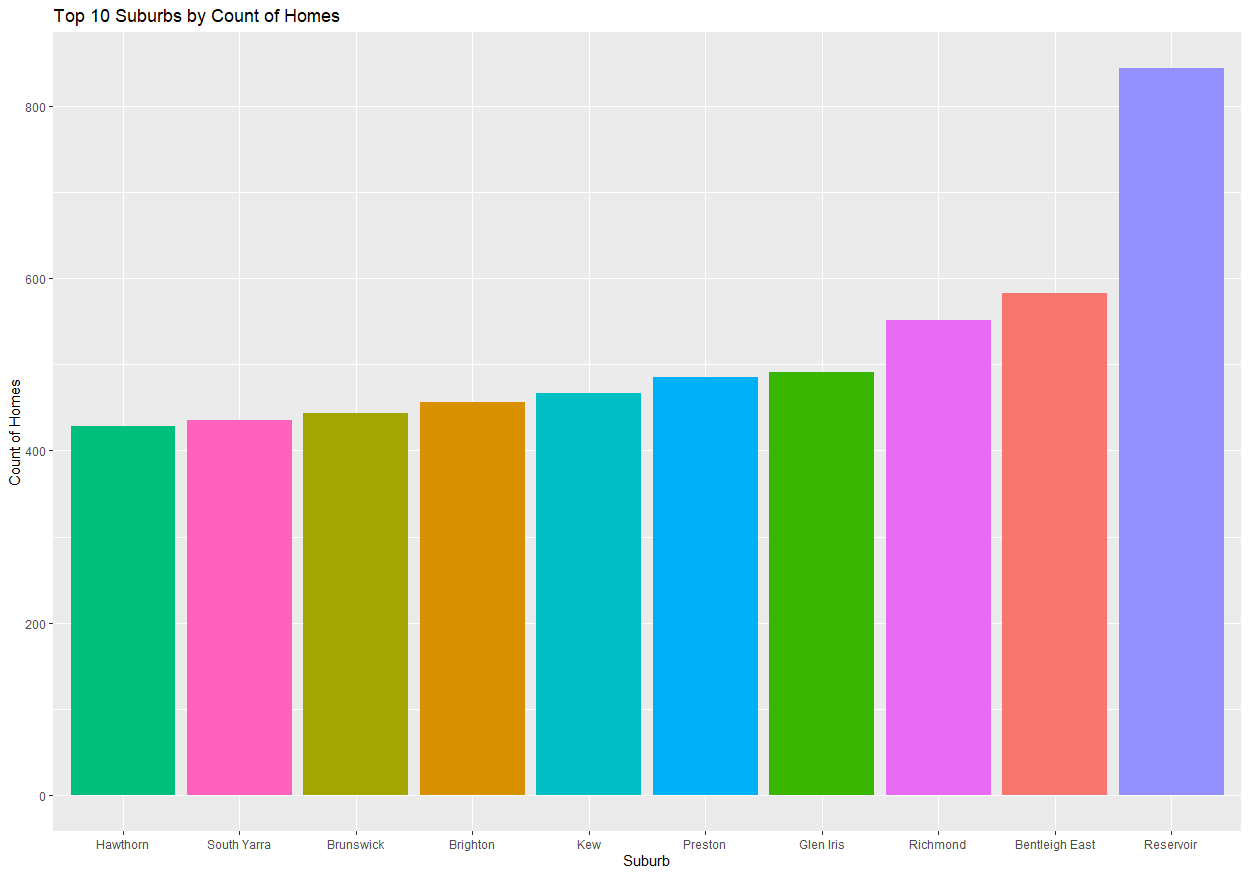 Top 10 Suburbs by Count of Homes
Count of Homes
800
600
400
200
0
Hawthorn South Yarra Brunswick Brighton Kew Preston Glen Iris Richmond Bentleigh East Reservoir
Suburb